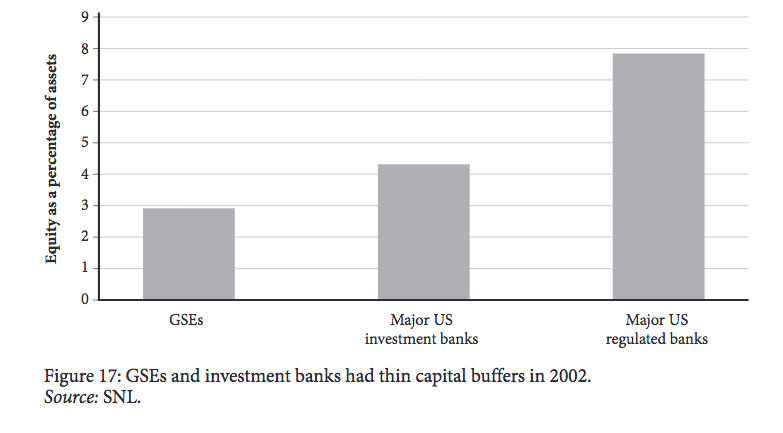 9
8
7
6
5
4
3
2
1
0
Equity as a percentage of assets
GSEs
Major US
investment banks
Major US
regulated banks
Figure 17: GSEs and investment banks had thin capital buffers in 2002.
Source: SNL.